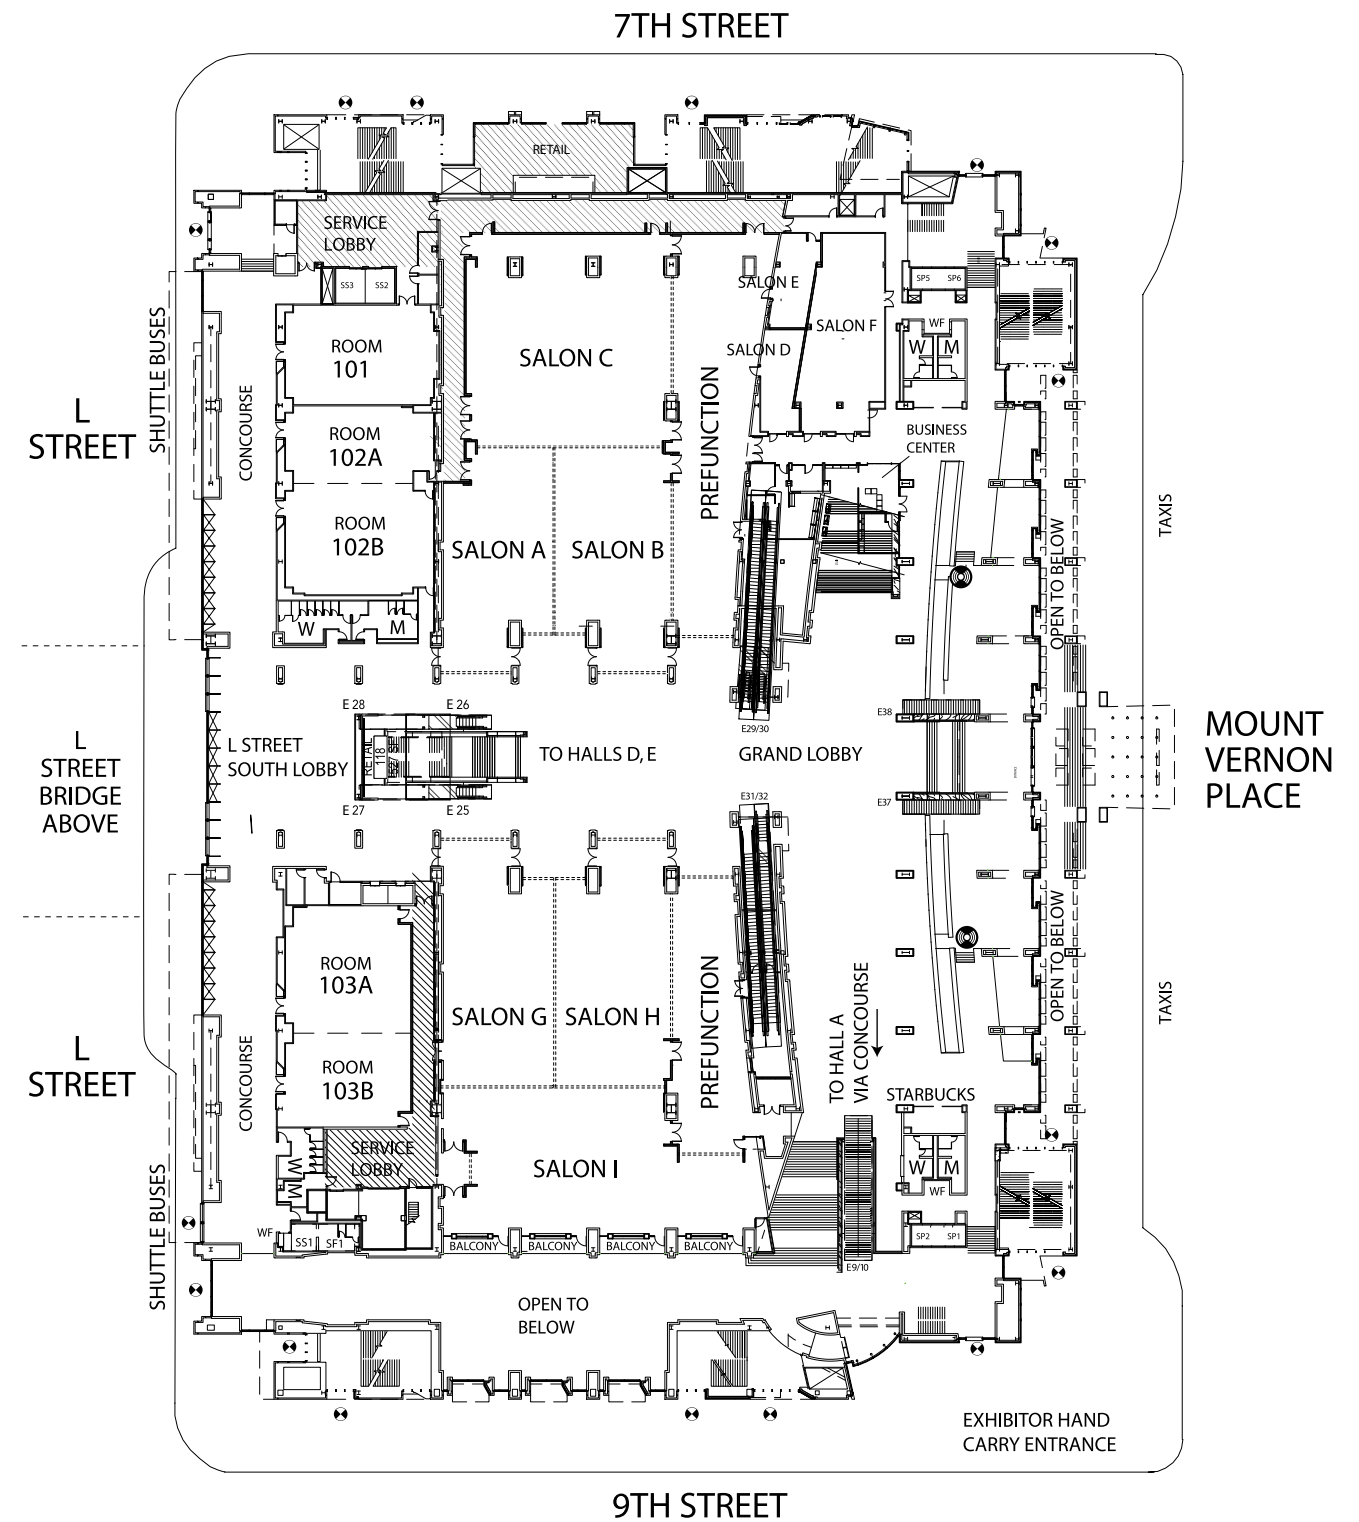 7TH STREET
RETAIL
SERVICE
LOBBY
SS3
SS2
SALON E
SP5
SP6
SHUTTLE BUSES
L
STREET
CONCOURSE
ROOM
101
SALON C
SALON D
SALON F
WF
W
M
PREFUNCTION
ROOM
102A
BUSINESS
CENTER
ROOM
102B
SALON A
SALON B
TAXIS
OPEN TO BELOW
W
M
E 28
E 26
E38
E29/30
L
STREET
BRIDGE
ABOVE
L STREET
SOUTH LOBBY
RETAIL
118
TO HALLS D, E
GRAND LOBBY
MOUNT
VERNON
PLACE
E 27
E 25
E31/32
E37
OPEN TO BELOW
ROOM
103A
SALON G
SALON H
PREFUNCTION
TO HALL A
VIA CONCOURSE
TAXIS
L
STREET
CONCOURSE
ROOM
103B
STARBUCKS
SERVICE
LOBBY
W
M
SALON I
W
M
WF
SHUTTLE BUSES
WF
SS1
SF1
BALCONY
BALCONY
BALCONY
BALCONY
SP2
SP1
E9/10
OPEN TO
BELOW
EXHIBITOR HAND
CARRY ENTRANCE
9TH STREET